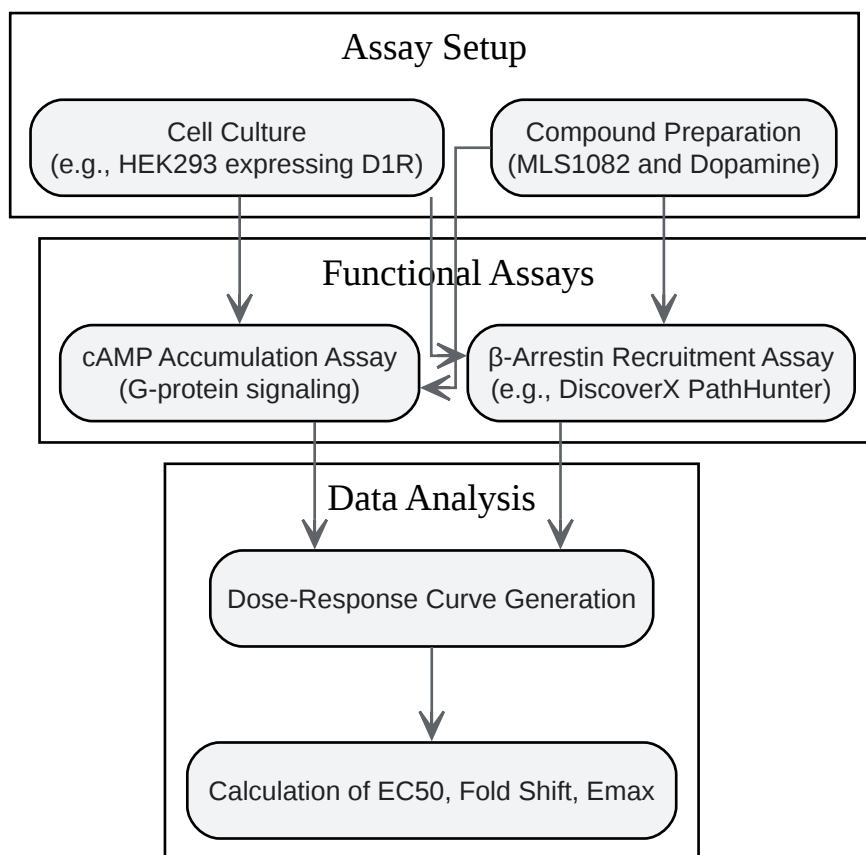 Assay Setup
Cell Culture
(e.g., HEK293 expressing D1R)
Compound Preparation
(MLS1082 and Dopamine)
Functional Assays
cAMP Accumulation Assay
(G-protein signaling)
β-Arrestin Recruitment Assay
(e.g., DiscoverX PathHunter)
Data Analysis
Dose-Response Curve Generation
Calculation of EC50, Fold Shift, Emax